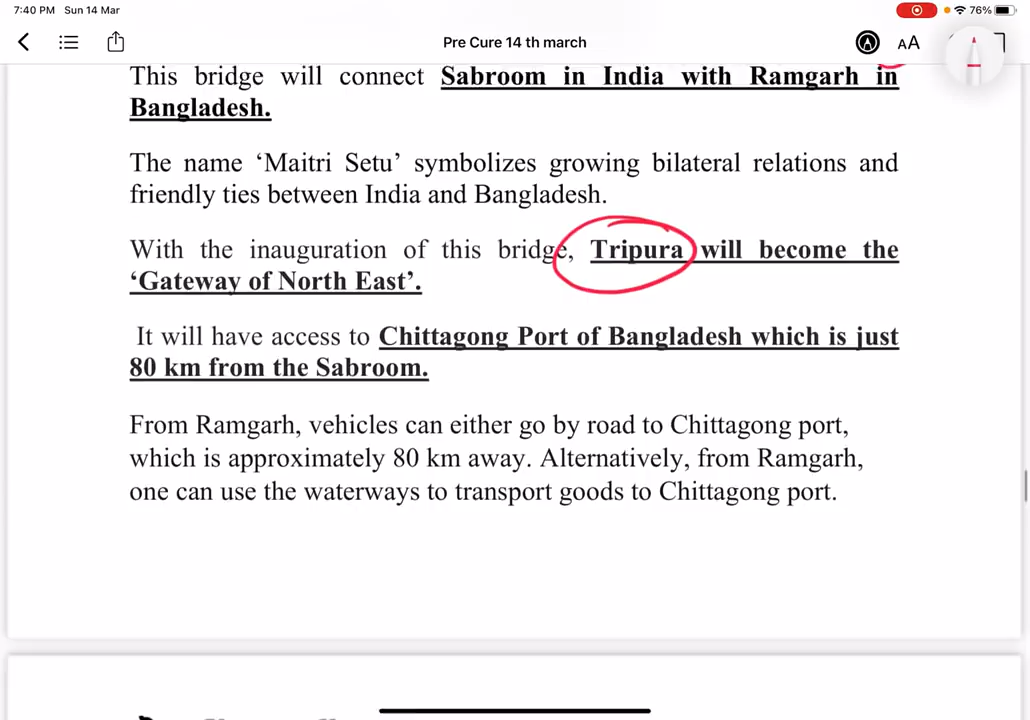 7:40 PM Sun 14 Mar
76%
Pre Cure 14 th march
AA
This bridge will connect Sabroom in India with Ramgarh in
Bangladesh.
The name ‘Maitri Setu’ symbolizes growing bilateral relations and
friendly ties between India and Bangladesh.
With the inauguration of this bridge, Tripura will become the
‘Gateway of North East’.
It will have access to Chittagong Port of Bangladesh which is just
80 km from the Sabroom.
From Ramgarh, vehicles can either go by road to Chittagong port,
which is approximately 80 km away. Alternatively, from Ramgarh,
one can use the waterways to transport goods to Chittagong port.